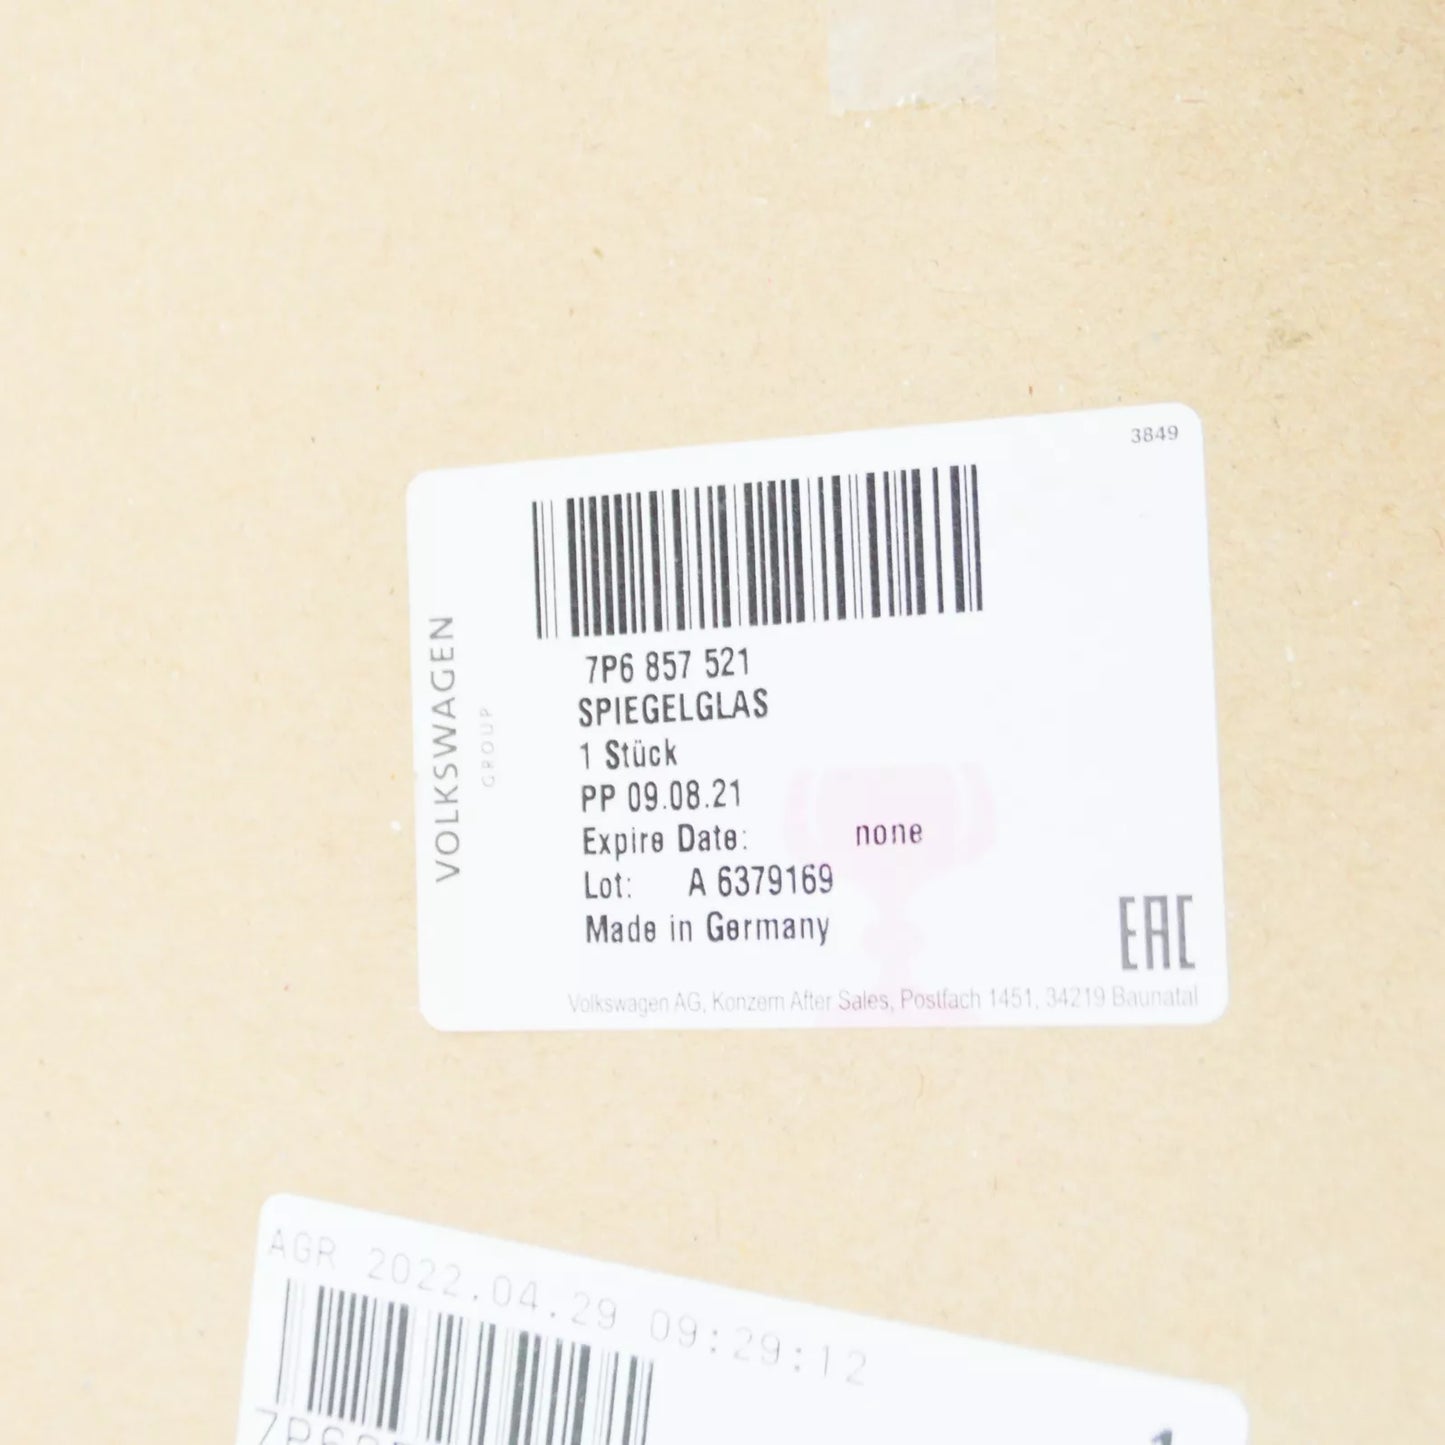 3849
VOLKSWAGEN
GROUP
7P6 857 521
SPIEGELGLAS
1 Stück
PP 09.08.21
Expire Date: none
Lot: A 6379169
Made in Germany
EAC
Volkswagen AG, Konzern After Sales, Postfach 1451, 34219 Baunatal
AGR 2022.04.29 09:29:12